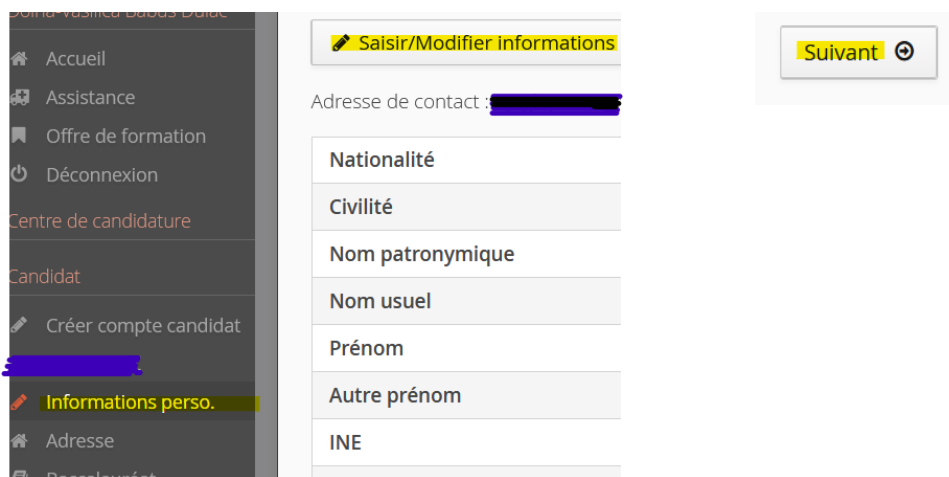 Accueil
Assistance
Offre de formation
Déconnexion
Centre de candidature
Candidat
Créer compte candidat
Informations perso.
Adresse
Baccalauréat
Saisir/Modifier informations
Adresse de contact :
Nationalité
Civilité
Nom patronymique
Nom usuel
Prénom
Autre prénom
INE
Suivant